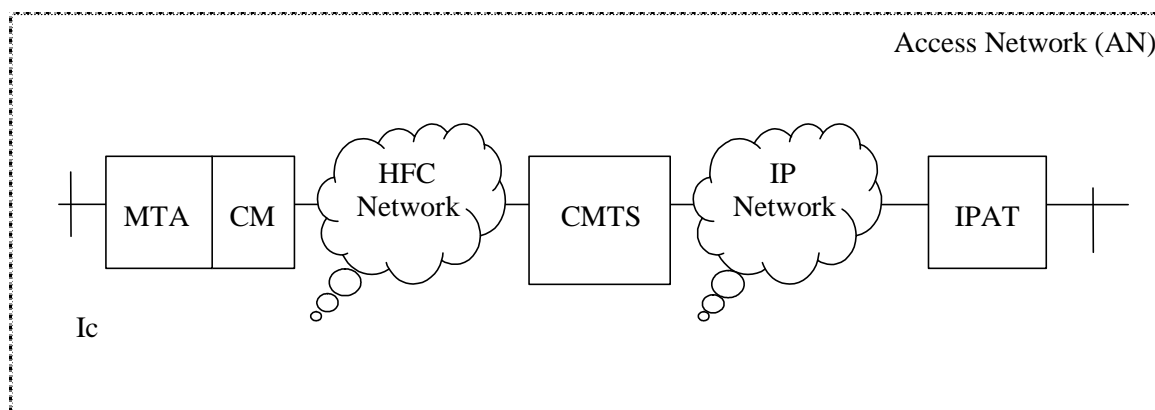 Access Network (AN)
HFC
Network
IP
Network
MTA
CM
CMTS
IPAT
Ic